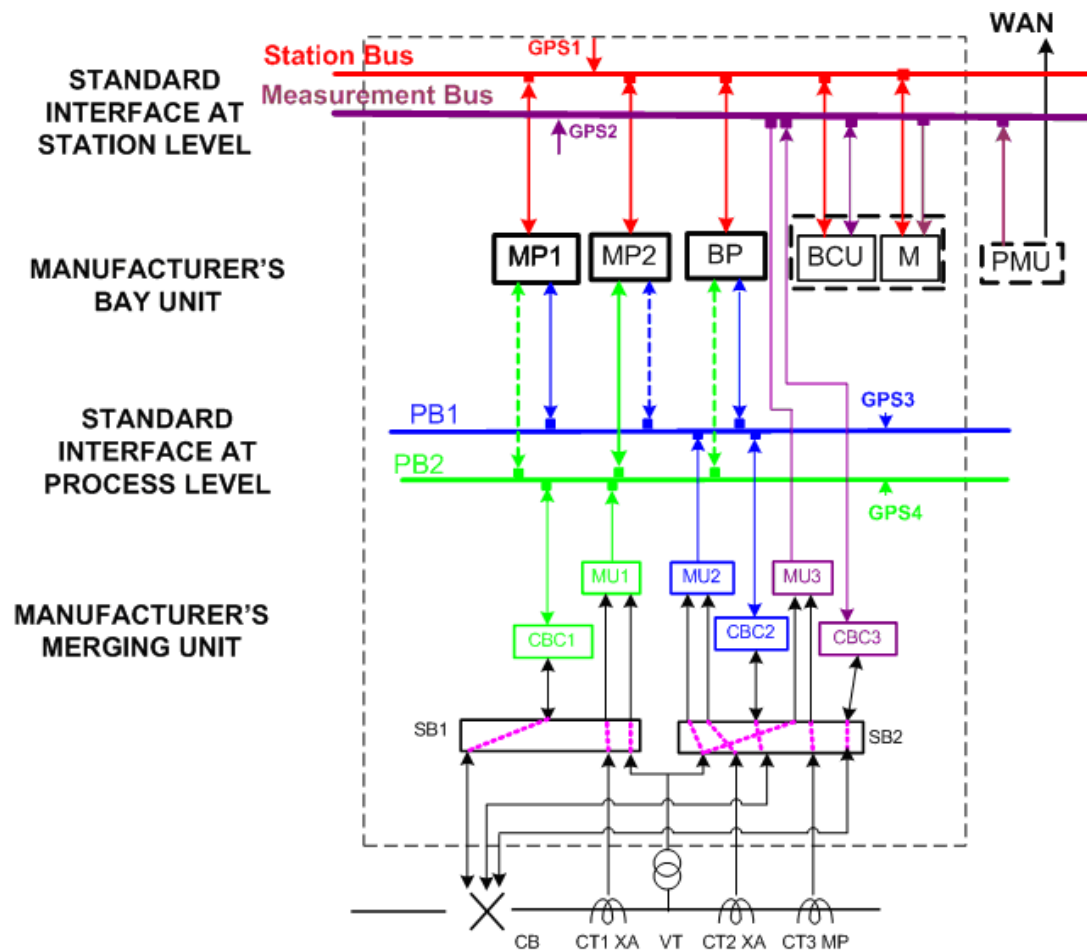 WAN
GPS1
Station Bus
STANDARD
INTERFACE AT
STATION LEVEL
Measurement Bus
GPS2
MANUFACTURER'S
BAY UNIT
MP1
MP2
BP
BCU
M
PMU
STANDARD
INTERFACE AT
PROCESS LEVEL
PB1
GPS3
PB2
GPS4
MANUFACTURER'S
MERGING UNIT
MU1
MU2
MU3
CBC1
CBC2
CBC3
SB1
SB2
CB
CT1 XA
VT
CT2 XA
CT3 MP